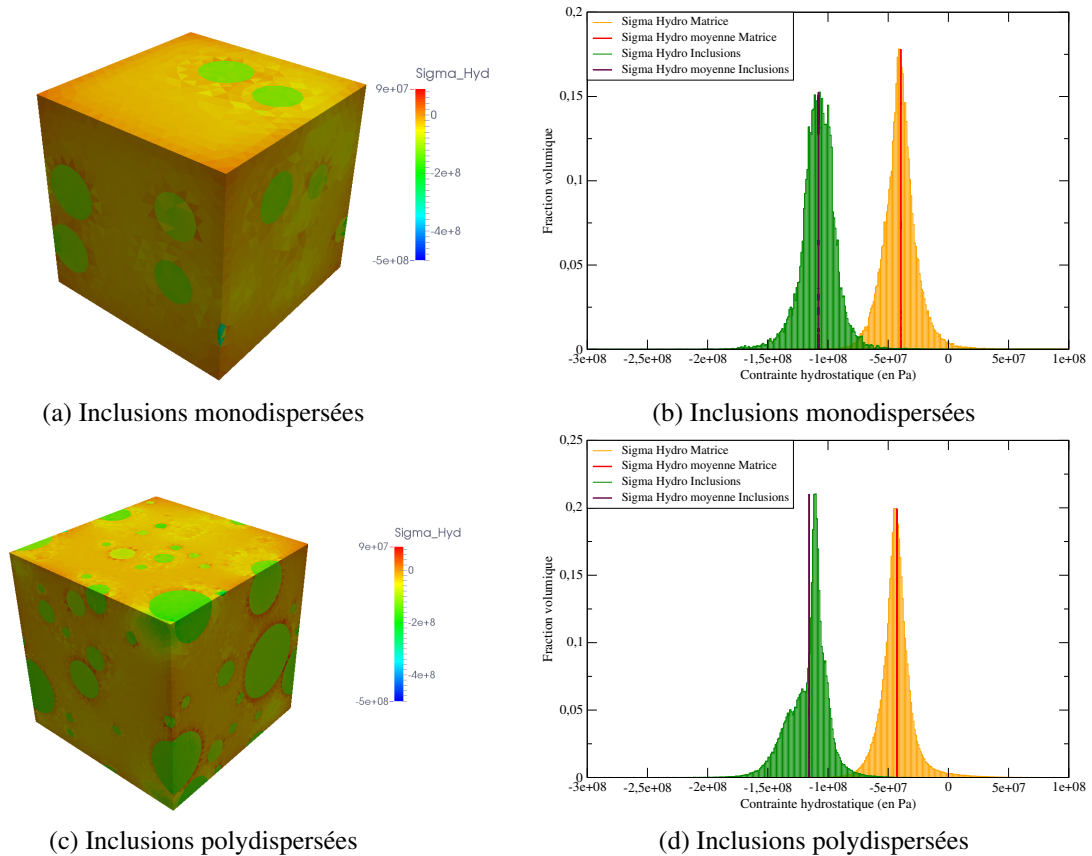 Sigma_Hyd
9e+07
0
-2e+8
-4e+8
-5e+08
0,2
0,15
0,1
0,05
0
Fraction volumique
Sigma Hydro Matrice
Sigma Hydro moyenne Matrice
Sigma Hydro Inclusions
Sigma Hydro moyenne Inclusions
-3e+08 -2,5e+08 -2e+08 -1,5e+08 -1e+08 -5e+07 0 5e+07 1e+08
Contrainte hydrostatique (en Pa)
(a) Inclusions monodispersées
(b) Inclusions monodispersées
Sigma_Hyd
9e+07
0
-2e+8
-4e+8
-5e+08
0,25
0,2
0,15
0,1
0,05
0
Fraction volumique
Sigma Hydro Matrice
Sigma Hydro moyenne Matrice
Sigma Hydro Inclusions
Sigma Hydro moyenne Inclusions
-3e+08 -2,5e+08 -2e+08 -1,5e+08 -1e+08 -5e+07 0 5e+07 1e+08
Contrainte hydrostatique (en Pa)
(c) Inclusions polydispersées
(d) Inclusions polydispersées